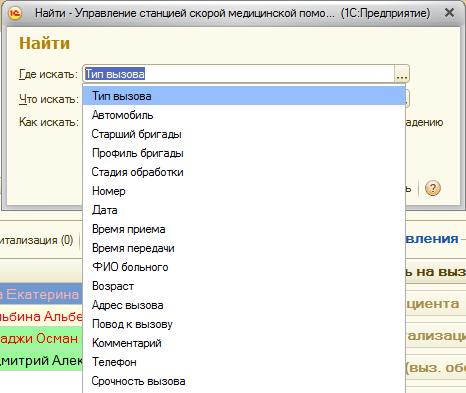 Найти - Управление станцией скорой медицинской помо... (1С:Предприятие)
Найти
Где искать: Тип вызова ...
Что искать:
Как искать:
Тип вызова
Автомобиль
Старший бригады
Профиль бригады
Стадия обработки
Номер
Дата
Время приема
Время передачи
ФИО больного
Возраст
Адрес вызова
Повод к вызову
Комментарий
Телефон
Срочность вызова
адению
?
итализация (0)
вления
а Екатерина
ьбина Альбе
аджи Осман
митрий Алек
ь на выз
циента
ализаци
(выз. обс